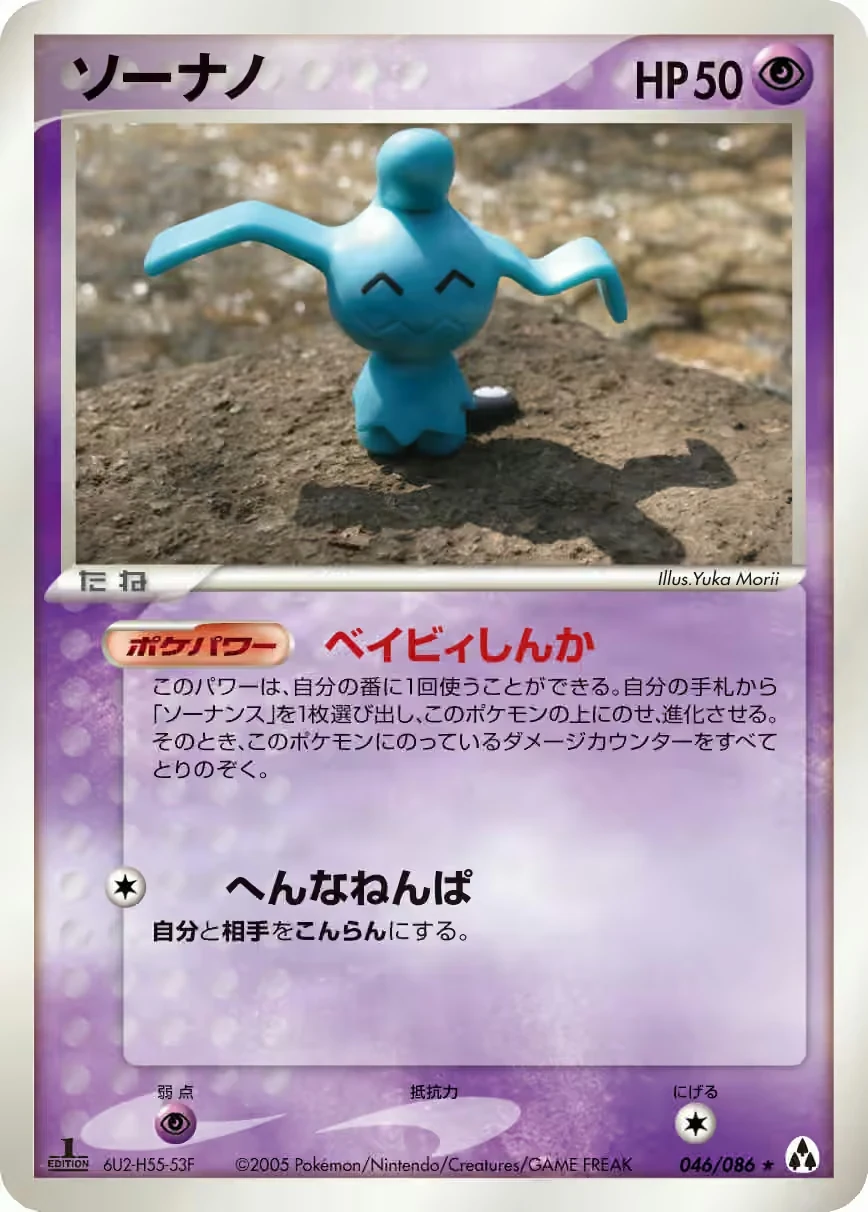 ソーナノ HP50
たね Illus.Yuka Morii
ポケパワー ベイビィしんか
このパワーは、自分の番に1回使うことができる。自分の手札から
「ソーナンス」を1枚選び出し、このポケモンの上にのせ、進化させる。
そのとき、このポケモンにのっているダメージカウンターをすべて
とりのぞく。
へんなねんぱ
自分と相手をこんらんにする。
弱点 抵抗力 にげる
1 EDITION 6U2-H55-53F ©2005 Pokémon/Nintendo/Creatures/GAME FREAK 046/086 ★